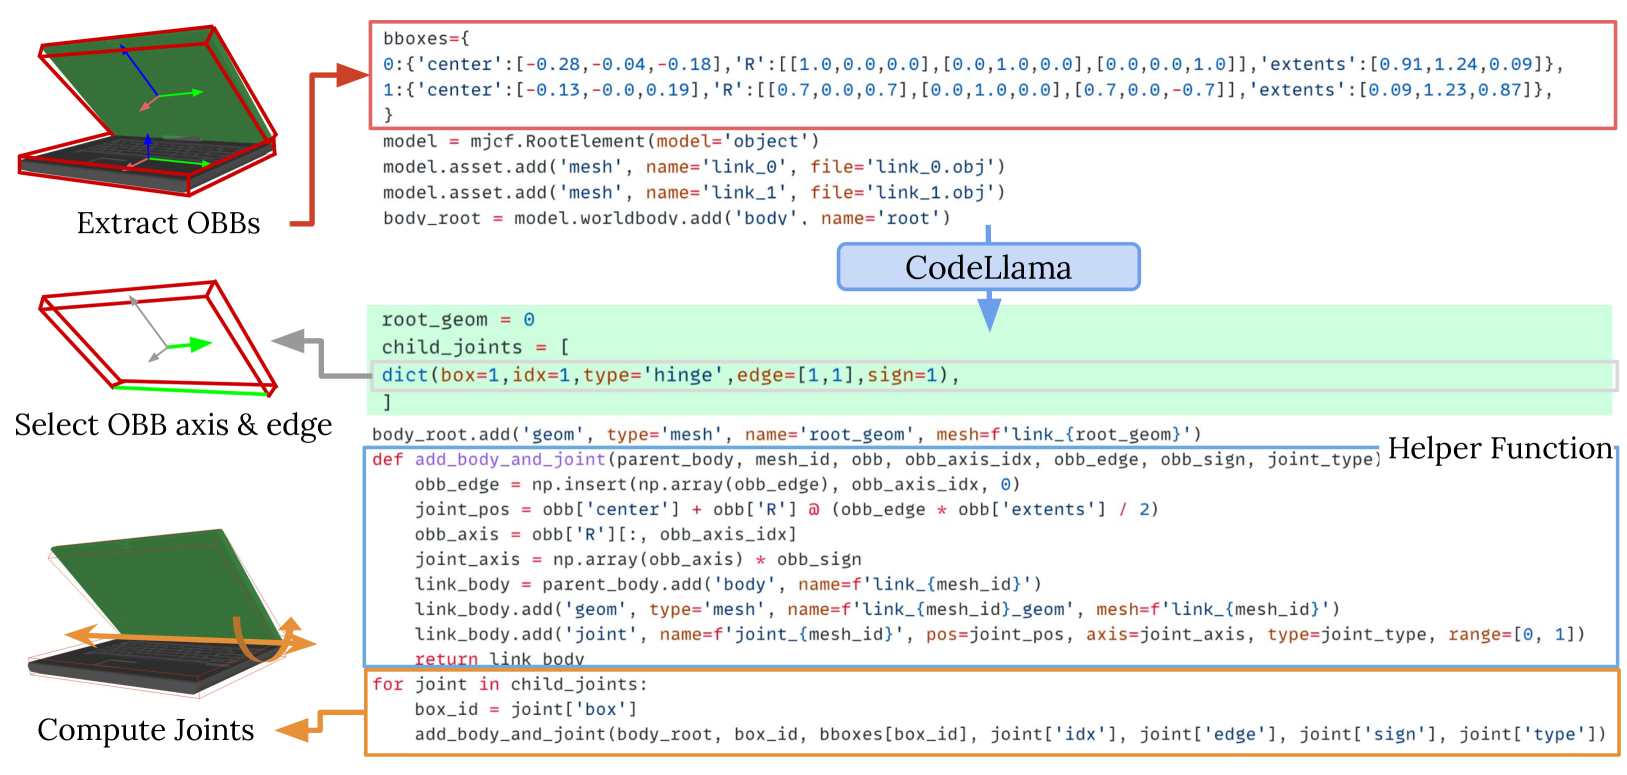 bboxes={
0:{'center':[-0.28,-0.04,-0.18],'R':[[1.0,0.0,0.0],[0.0,1.0,0.0],[0.0,0.0,1.0]],'extents':[0.91,1.24,0.09]},
1:{'center':[-0.13,-0.0,0.19],'R':[[0.7,0.0,0.7],[0.0,1.0,0.0],[0.7,0.0,-0.7]],'extents':[0.09,1.23,0.87]},
}
model = mjcf.RootElement(model='object')
model.asset.add('mesh', name='link_0', file='link_0.obj')
model.asset.add('mesh', name='link_1', file='link_1.obj')
body_root = model.worldbody.add('body', name='root')
Extract OBBs
CodeLlama
root_geom = 0
child_joints = [
dict(box=1,idx=1,type='hinge',edge=[1,1],sign=1),
]
Select OBB axis & edge
body_root.add('geom', type='mesh', name='root_geom', mesh=f'link_{root_geom}')
Helper Function
def add_body_and_joint(parent_body, mesh_id, obb, obb_axis_idx, obb_edge, obb_sign, joint_type)
obb_edge = np.insert(np.array(obb_edge), obb_axis_idx, 0)
joint_pos = obb['center'] + obb['R'] @ (obb_edge * obb['extents'] / 2)
obb_axis = obb['R'][:, obb_axis_idx]
joint_axis = np.array(obb_axis) * obb_sign
link_body = parent_body.add('body', name=f'link_{mesh_id}')
link_body.add('geom', type='mesh', name=f'link_{mesh_id}_geom', mesh=f'link_{mesh_id}')
link_body.add('joint', name=f'joint_{mesh_id}', pos=joint_pos, axis=joint_axis, type=joint_type, range=[0, 1])
return link_body
for joint in child_joints:
box_id = joint['box']
add_body_and_joint(body_root, box_id, bboxes[box_id], joint['idx'], joint['edge'], joint['sign'], joint['type'])
Compute Joints